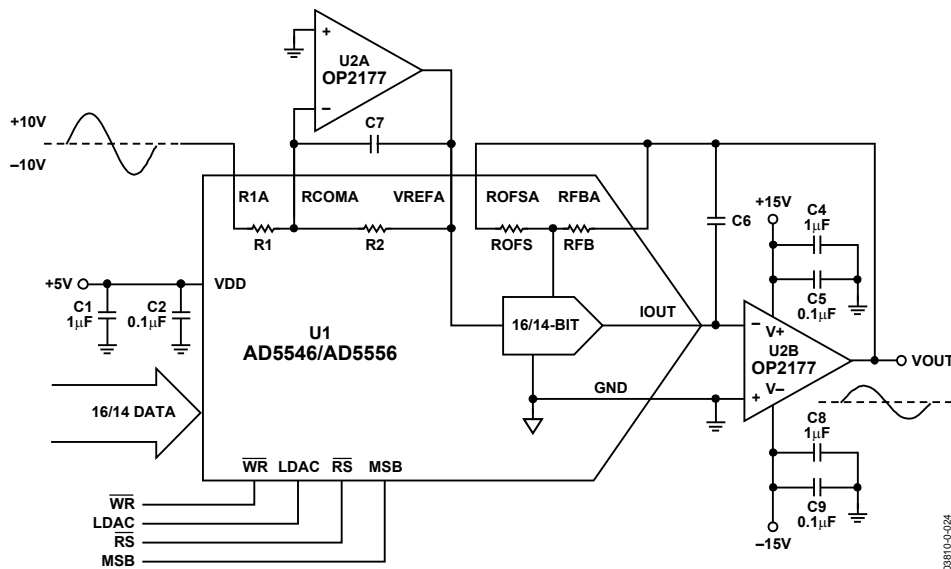 U2A
OP2177
+
–
C7
+10V
–10V
R1A
RCOMA
VREFA
ROFSA
RFBA
R1
R2
ROFS
RFB
C6
+15V
C4
1µF
C5
0.1µF
+5V
VDD
C1
1µF
C2
0.1µF
U1
AD5546/AD5556
16/14-BIT
IOUT
GND
–
V+
U2B
OP2177
V–
+
VOUT
16/14 DATA
C8
1µF
C9
0.1µF
–15V
WR LDAC RS MSB
WR
LDAC
RS
MSB
03810-0-024